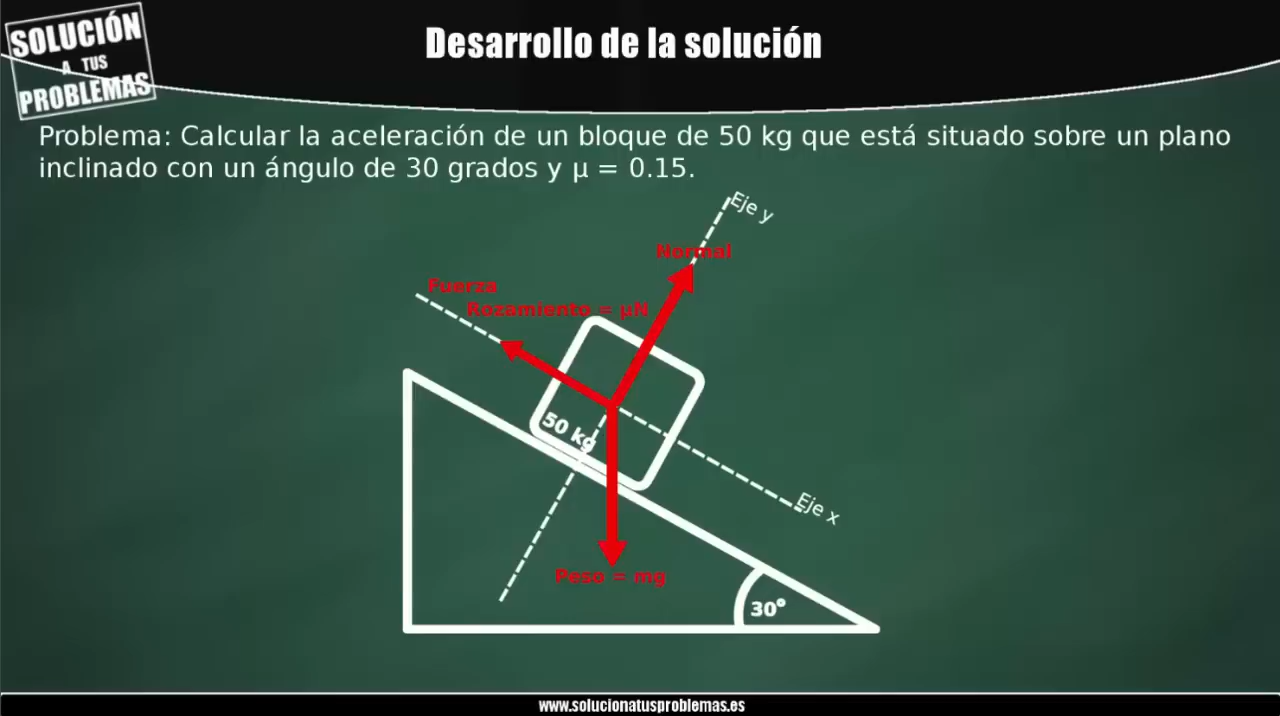 SOLUCIÓN
A TUS
PROBLEMAS
Desarrollo de la solución
Problema: Calcular la aceleración de un bloque de 50 kg que está situado sobre un plano
inclinado con un ángulo de 30 grados y μ = 0.15.
Eje y
Normal
Fuerza
Rozamiento = μN
50 kg
Eje x
Peso = mg
30º
www.solucionatusproblemas.es